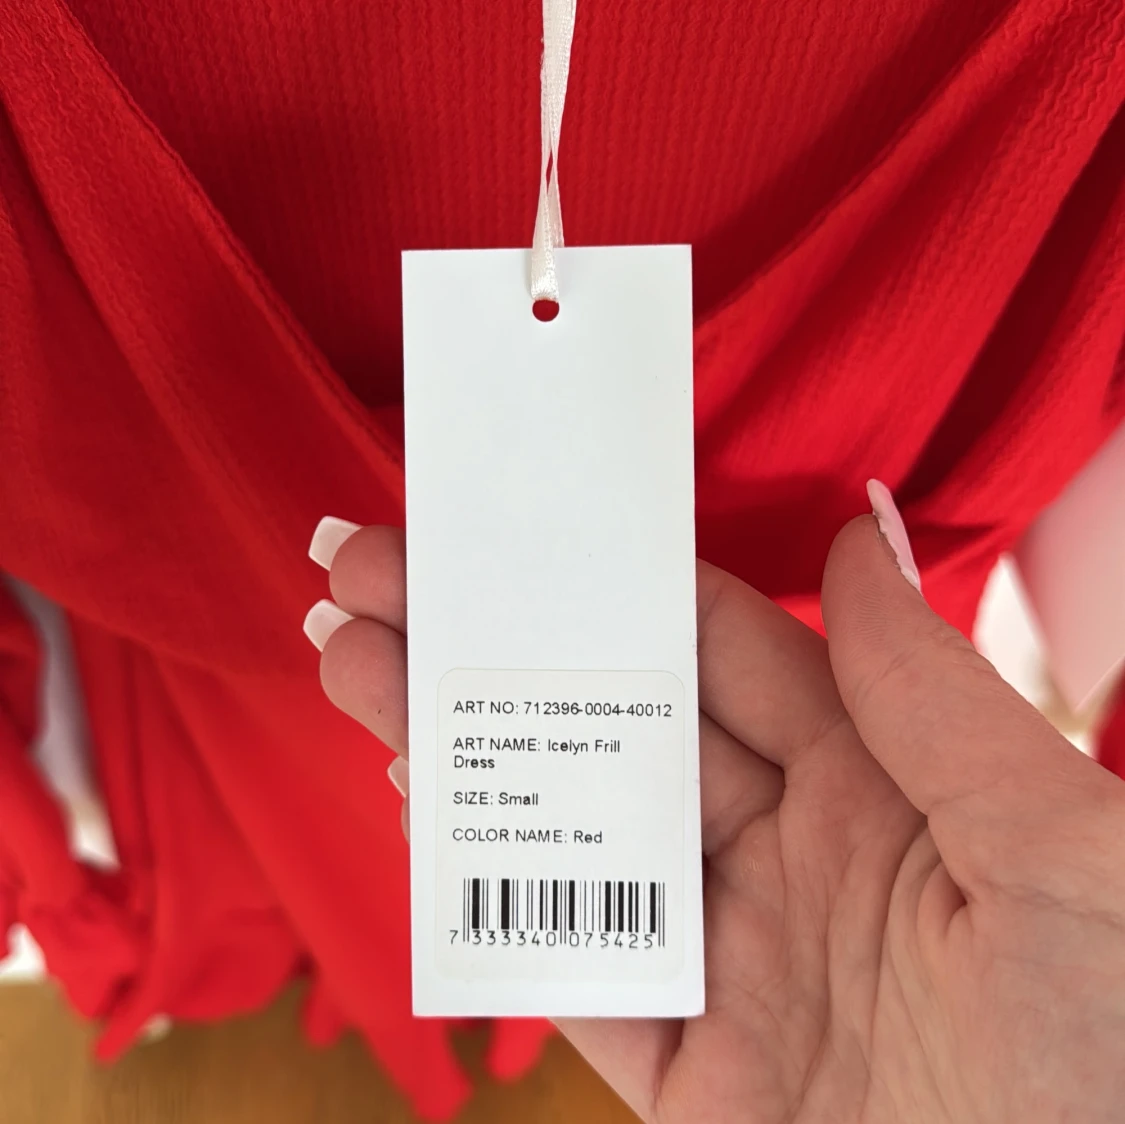 ART NO: 712396-0004-40012
ART NAME: Icelyn Frill
Dress
SIZE: Small
COLOR NAME: Red
7 333340 075425